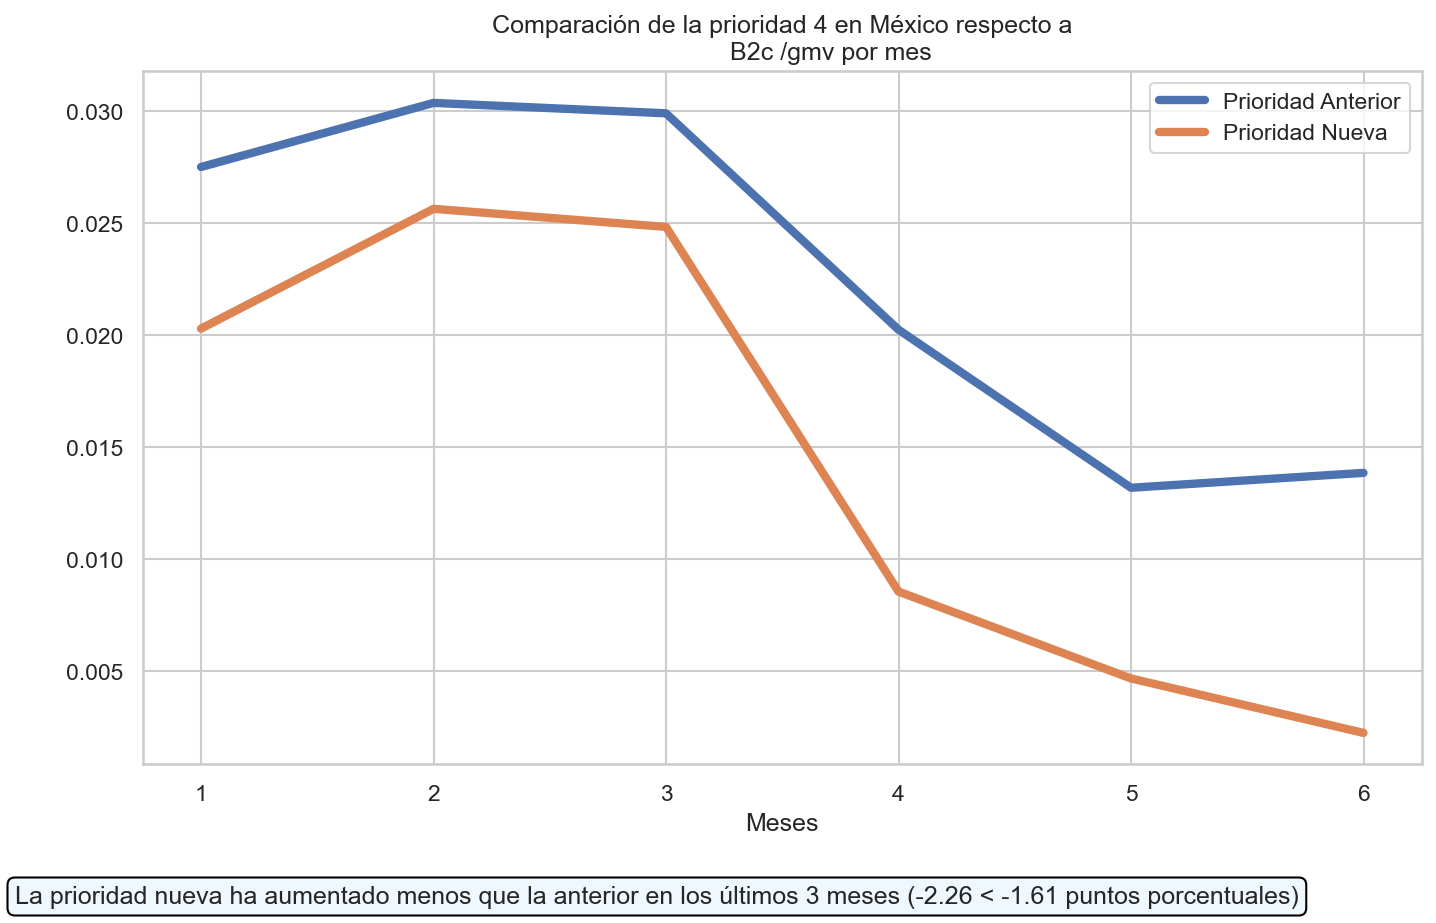 Comparación de la prioridad 4 en México respecto a
B2c /gmv por mes
Prioridad Anterior
Prioridad Nueva
0.030
0.025
0.020
0.015
0.010
0.005
1 2 3 4 5 6
Meses
La prioridad nueva ha aumentado menos que la anterior en los últimos 3 meses (-2.26 < -1.61 puntos porcentuales)